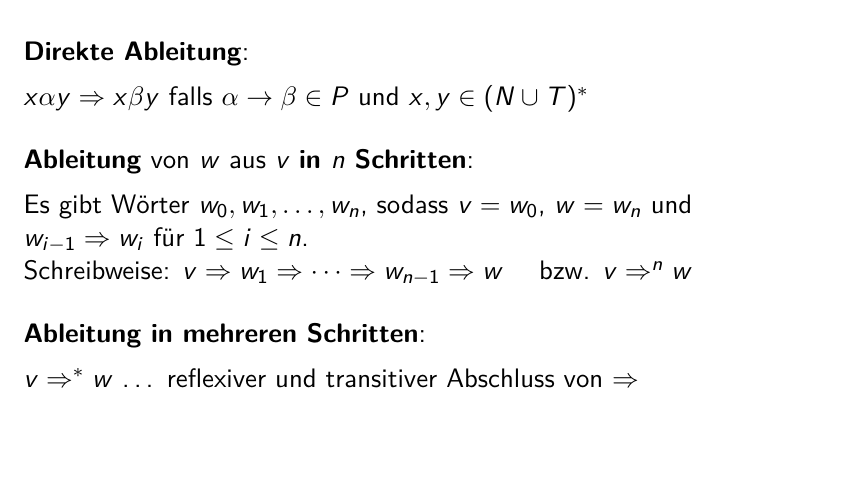 Direkte Ableitung:
xαy ⇒ xβy falls α → β ∈ P und x, y ∈ (N ∪ T)*
Ableitung von w aus v in n Schritten:
Es gibt Wörter w₀, w₁, . . . , wₙ, sodass v = w₀, w = wₙ und
wᵢ₋₁ ⇒ wᵢ für 1 ≤ i ≤ n.
Schreibweise: v ⇒ w₁ ⇒ · · · ⇒ wₙ₋₁ ⇒ w bzw. v ⇒ⁿ w
Ableitung in mehreren Schritten:
v ⇒* w . . . reflexiver und transitiver Abschluss von ⇒